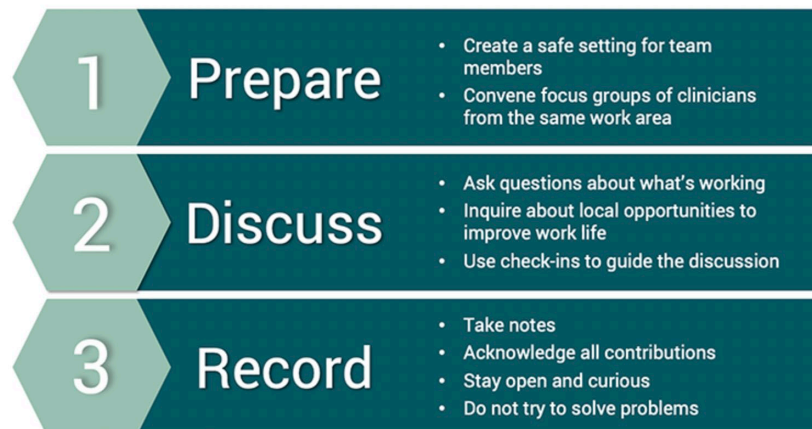 1
Prepare
• Create a safe setting for team
members
• Convene focus groups of clinicians
from the same work area
2
Discuss
• Ask questions about what's working
• Inquire about local opportunities to
improve work life
• Use check-ins to guide the discussion
3
Record
• Take notes
• Acknowledge all contributions
• Stay open and curious
• Do not try to solve problems